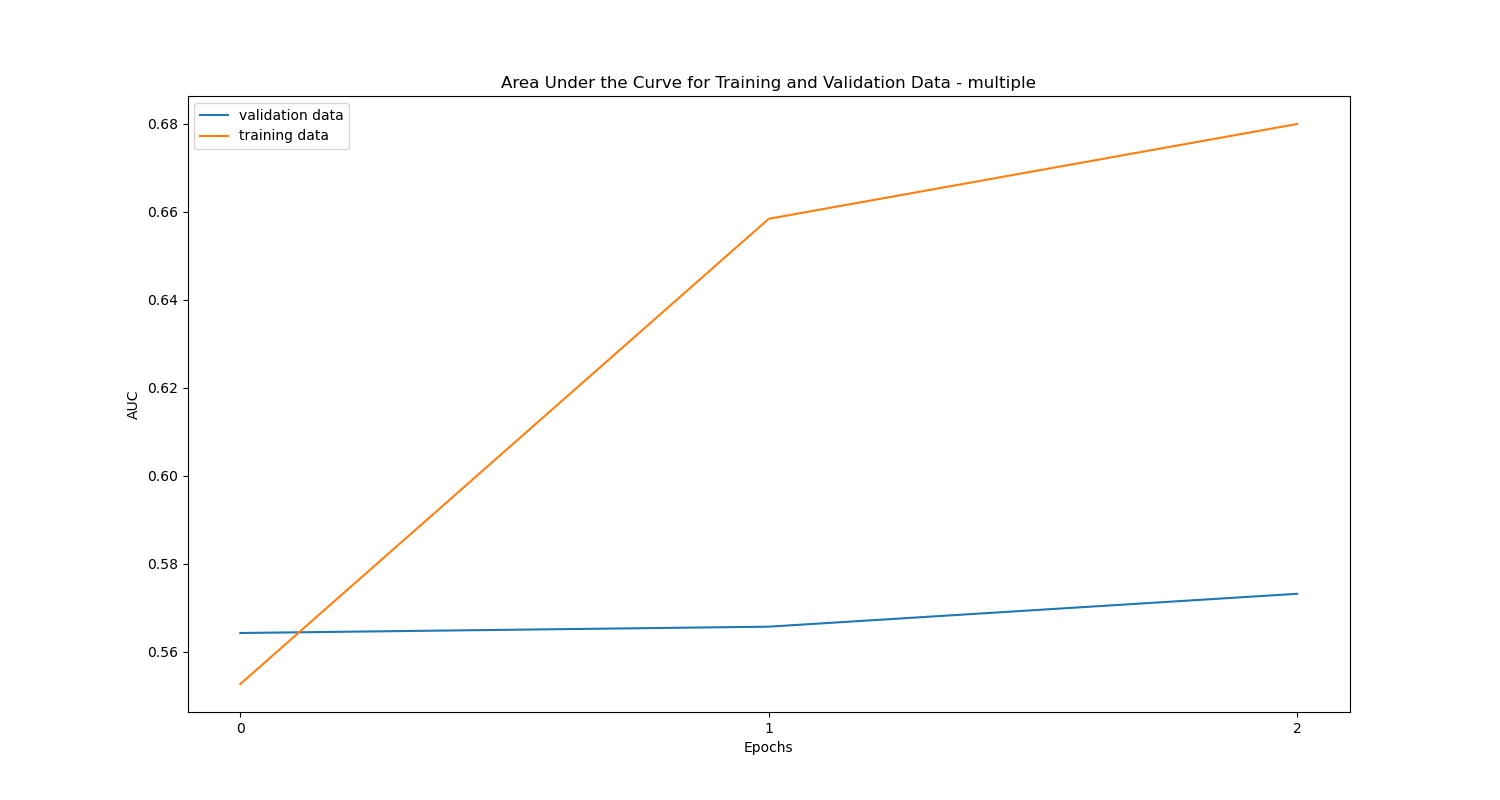 Area Under the Curve for Training and Validation Data - multiple
validation data
training data
0.68
0.66
0.64
0.62
0.60
0.58
0.56
AUC
0 1 2
Epochs